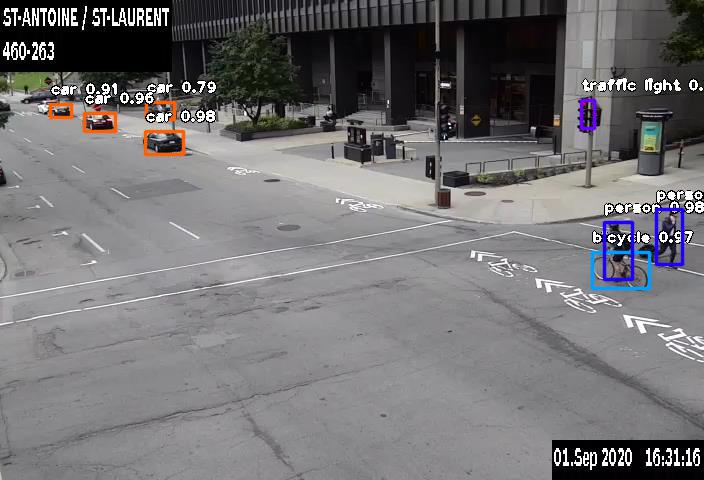 ST-ANTOINE / ST-LAURENT
460-263
car 0.91
car 0.79
car 0.96
car 0.98
traffic light 0.
perso
person 0.98
bicycle 0.97
01.Sep 2020 16:31:16